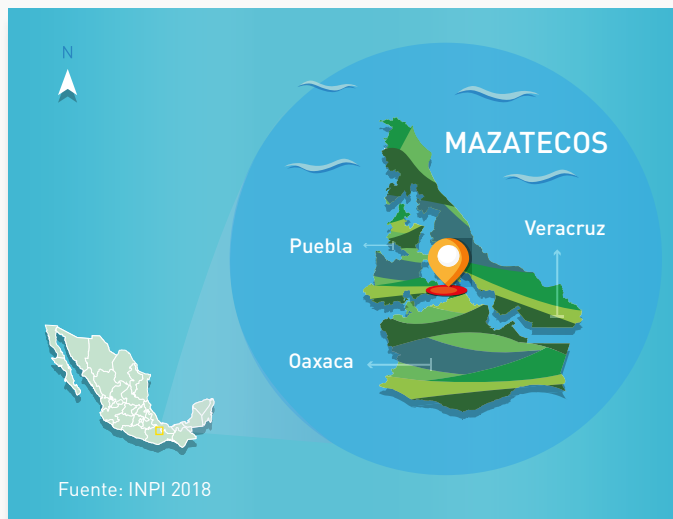 N
MAZATECOS
Veracruz
Puebla
Oaxaca
Fuente: INPI 2018